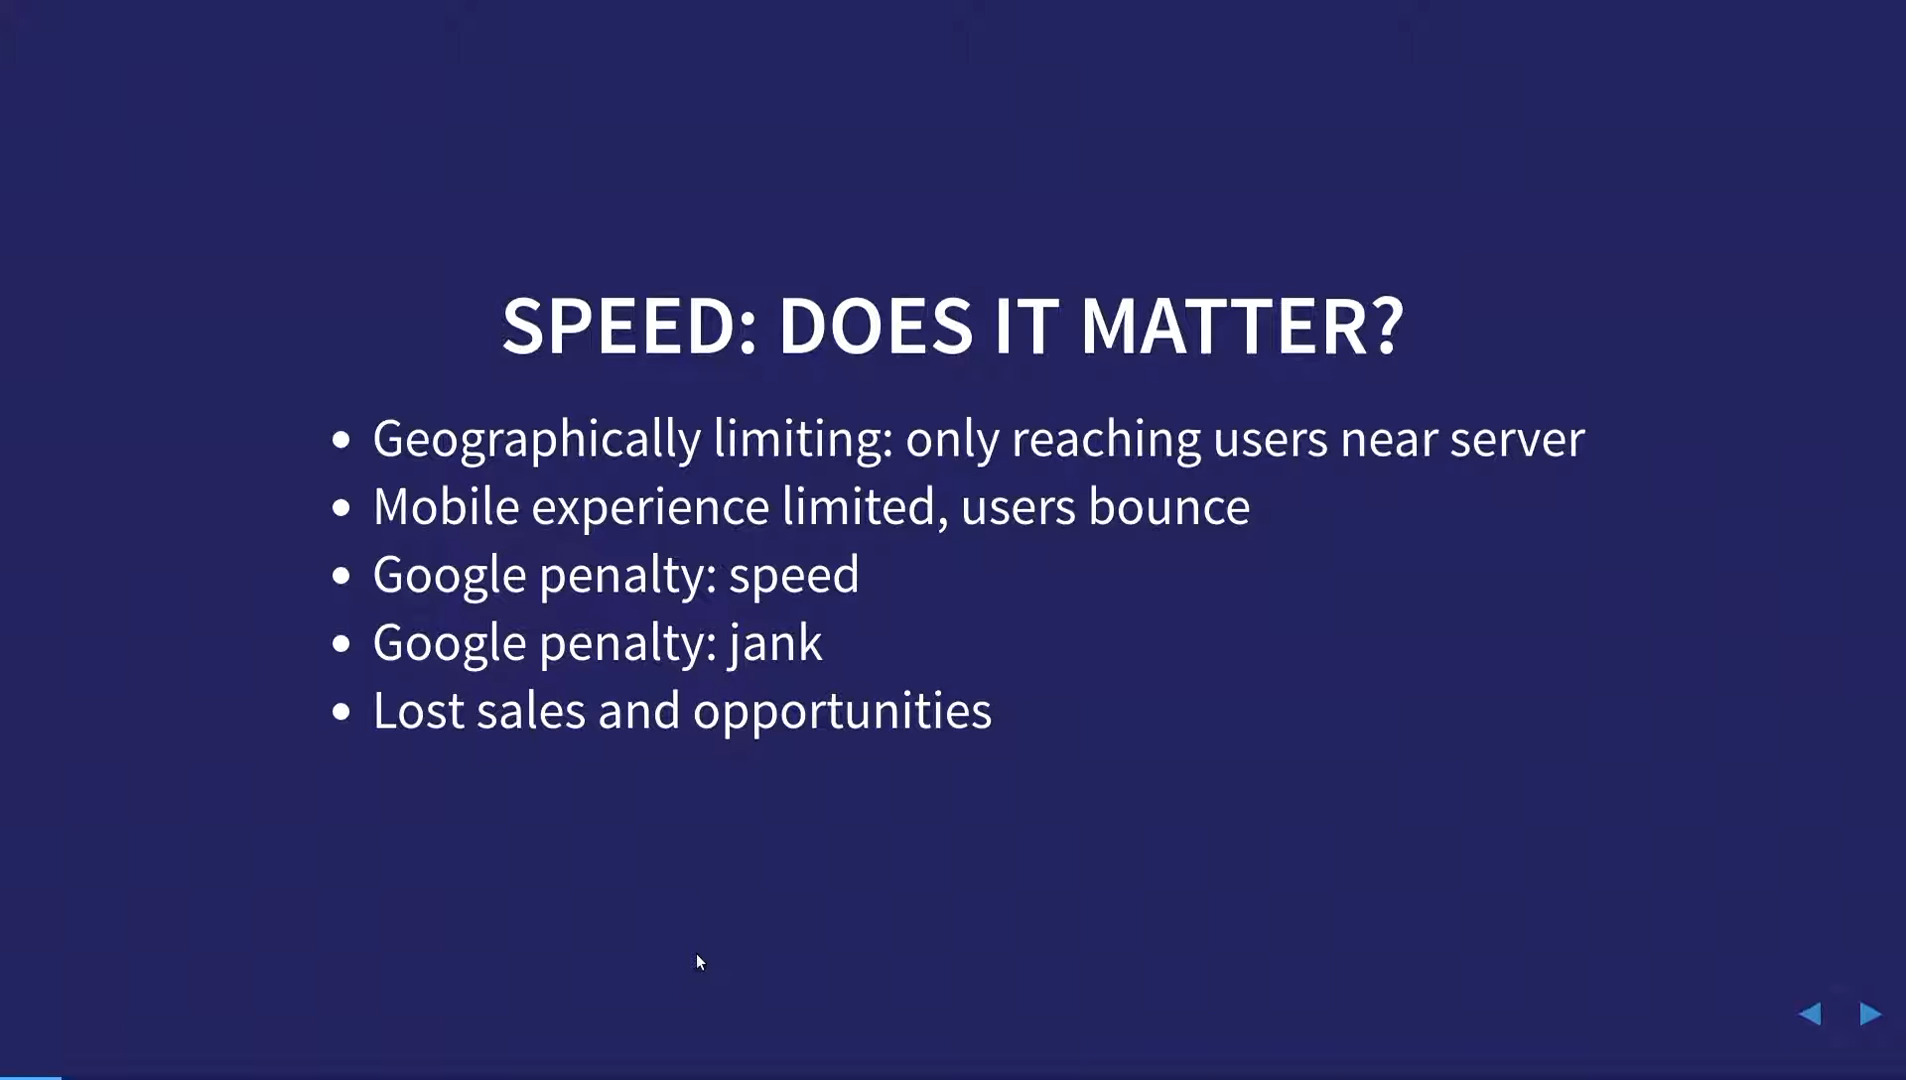 SPEED: DOES IT MATTER?
Geographically limiting: only reaching users near server
Mobile experience limited, users bounce
Google penalty: speed
Google penalty: jank
Lost sales and opportunities